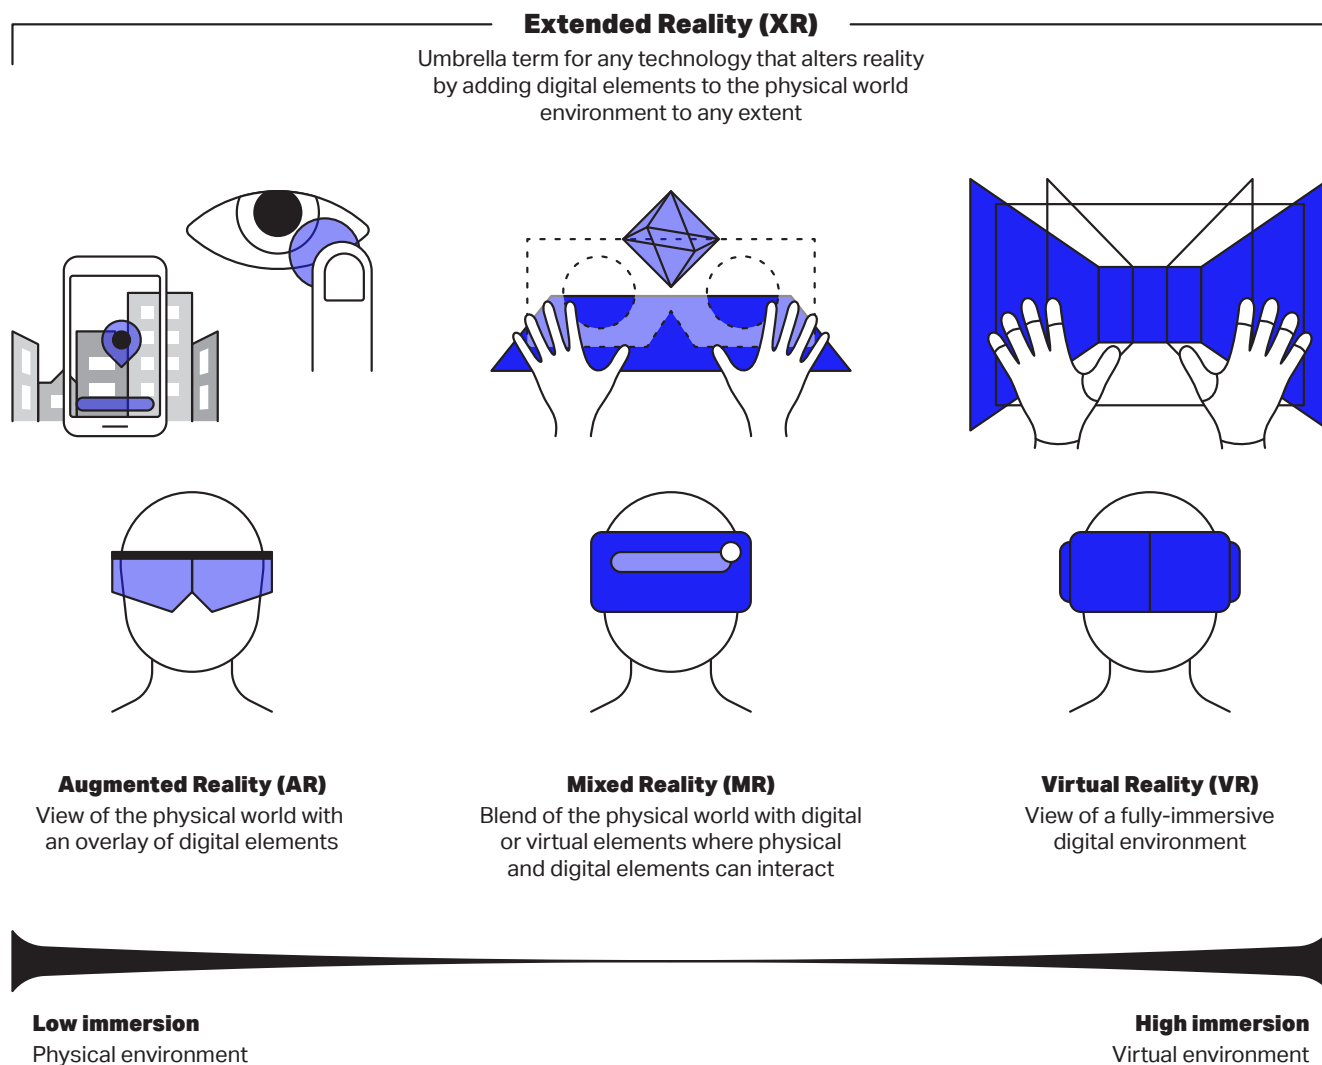 Extended Reality (XR)
Umbrella term for any technology that alters reality
by adding digital elements to the physical world
environment to any extent
Augmented Reality (AR)
View of the physical world with
an overlay of digital elements
Mixed Reality (MR)
Blend of the physical world with digital
or virtual elements where physical
and digital elements can interact
Virtual Reality (VR)
View of a fully-immersive
digital environment
Low immersion
Physical environment
High immersion
Virtual environment